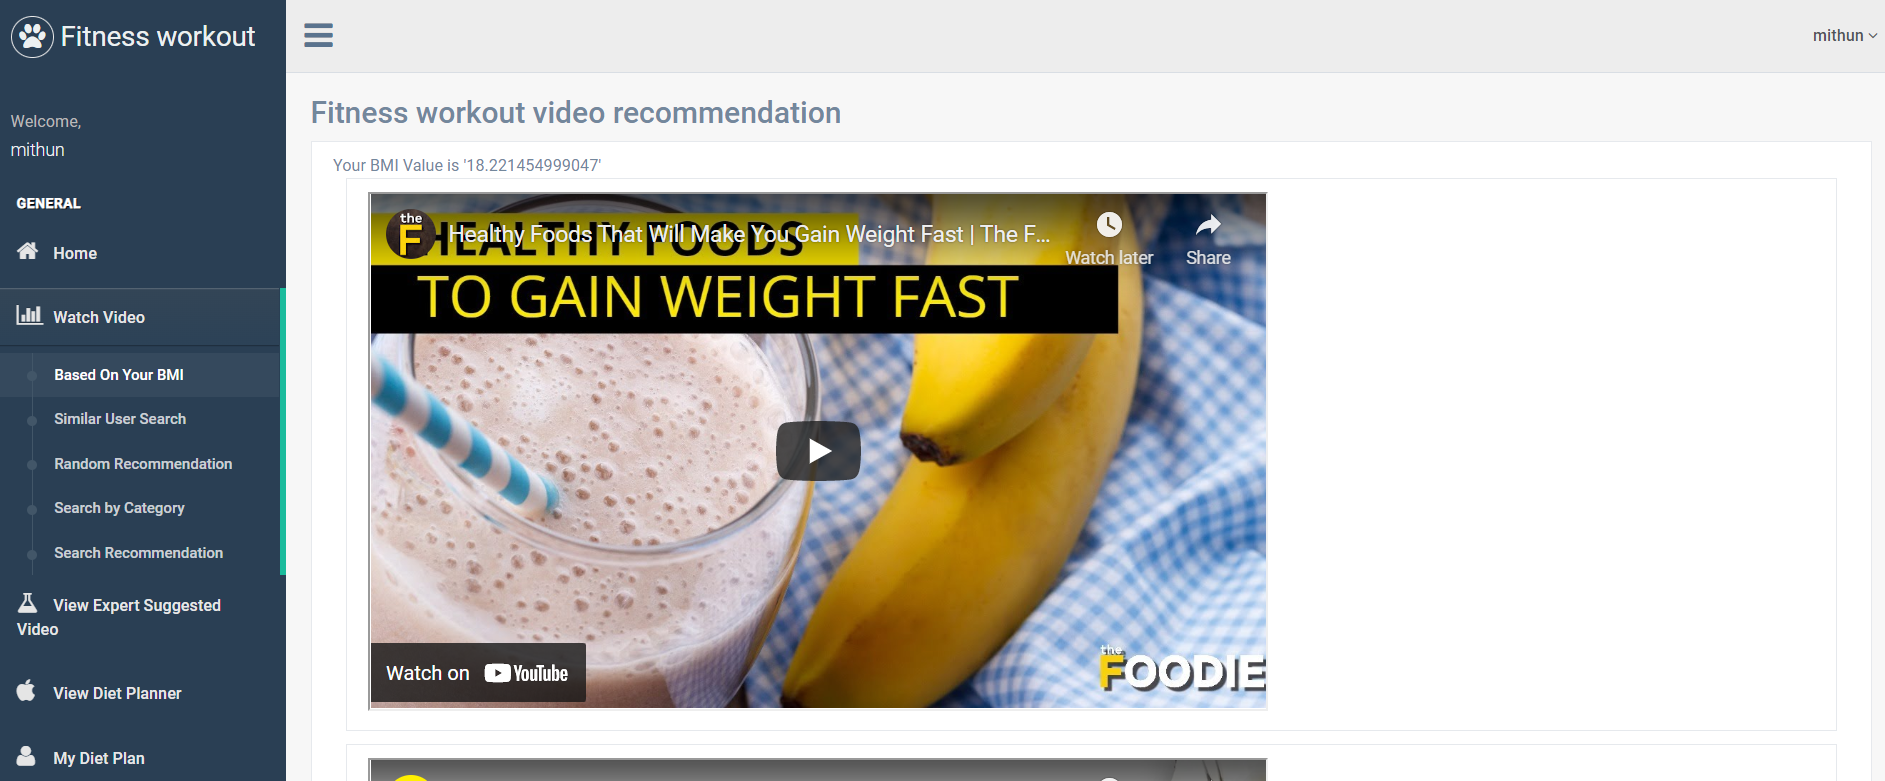 Fitness workout
mithun
Welcome,
mithun
GENERAL
Home
Watch Video
Based On Your BMI
Similar User Search
Random Recommendation
Search by Category
Search Recommendation
View Expert Suggested
Video
View Diet Planner
My Diet Plan
Fitness workout video recommendation
Your BMI Value is '18.221454999047'
the
F
Healthy Foods That Will Make You Gain Weight Fast | The F...
Watch later
Share
HEALTHY FOODS
TO GAIN WEIGHT FAST
Watch on YouTube
the
FOODIE